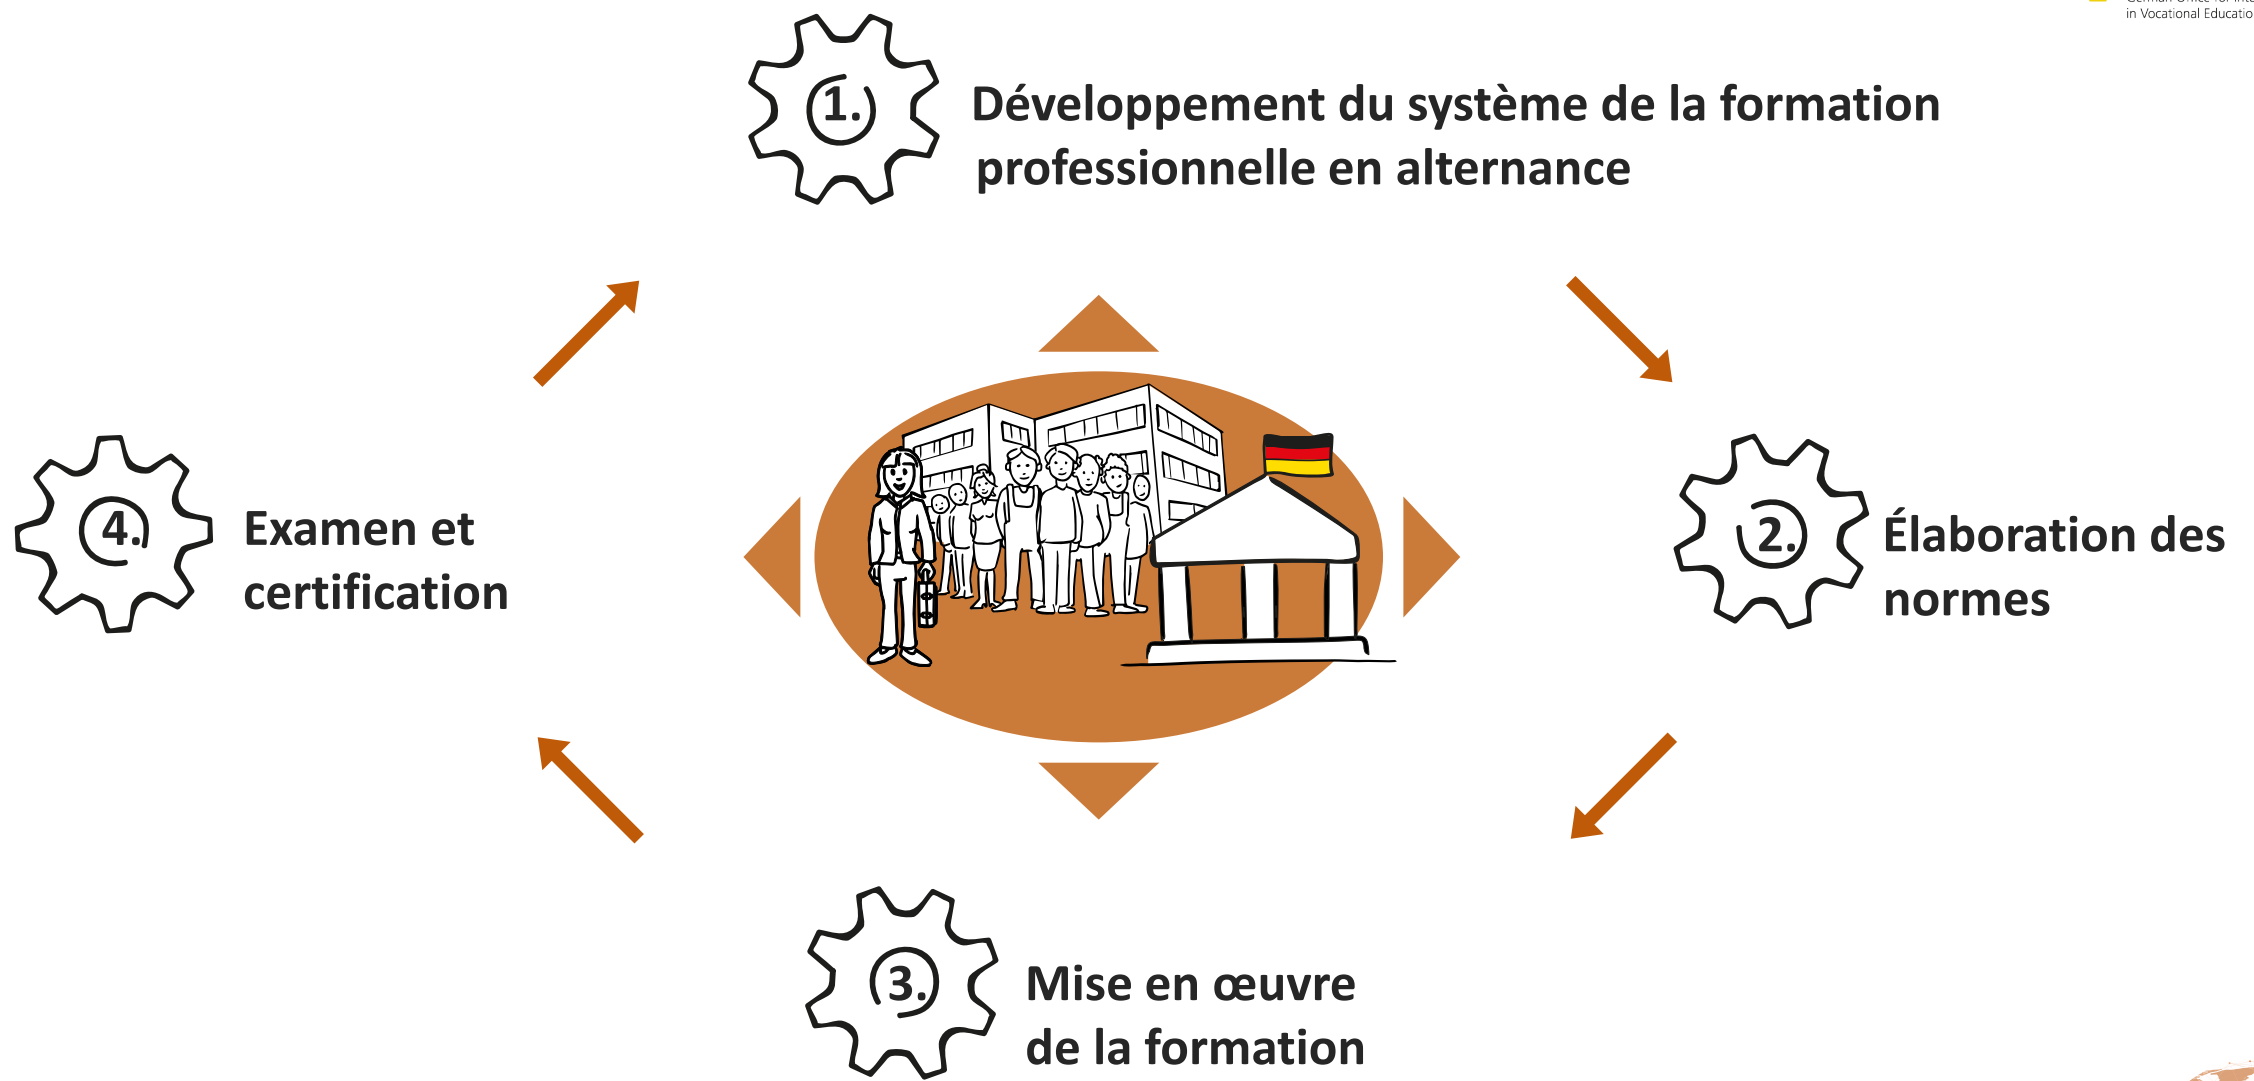 in Vocational Educatio
1.
Développement du système de la formation
professionnelle en alternance
2.
Élaboration des
normes
3.
Mise en œuvre
de la formation
4.
Examen et
certification